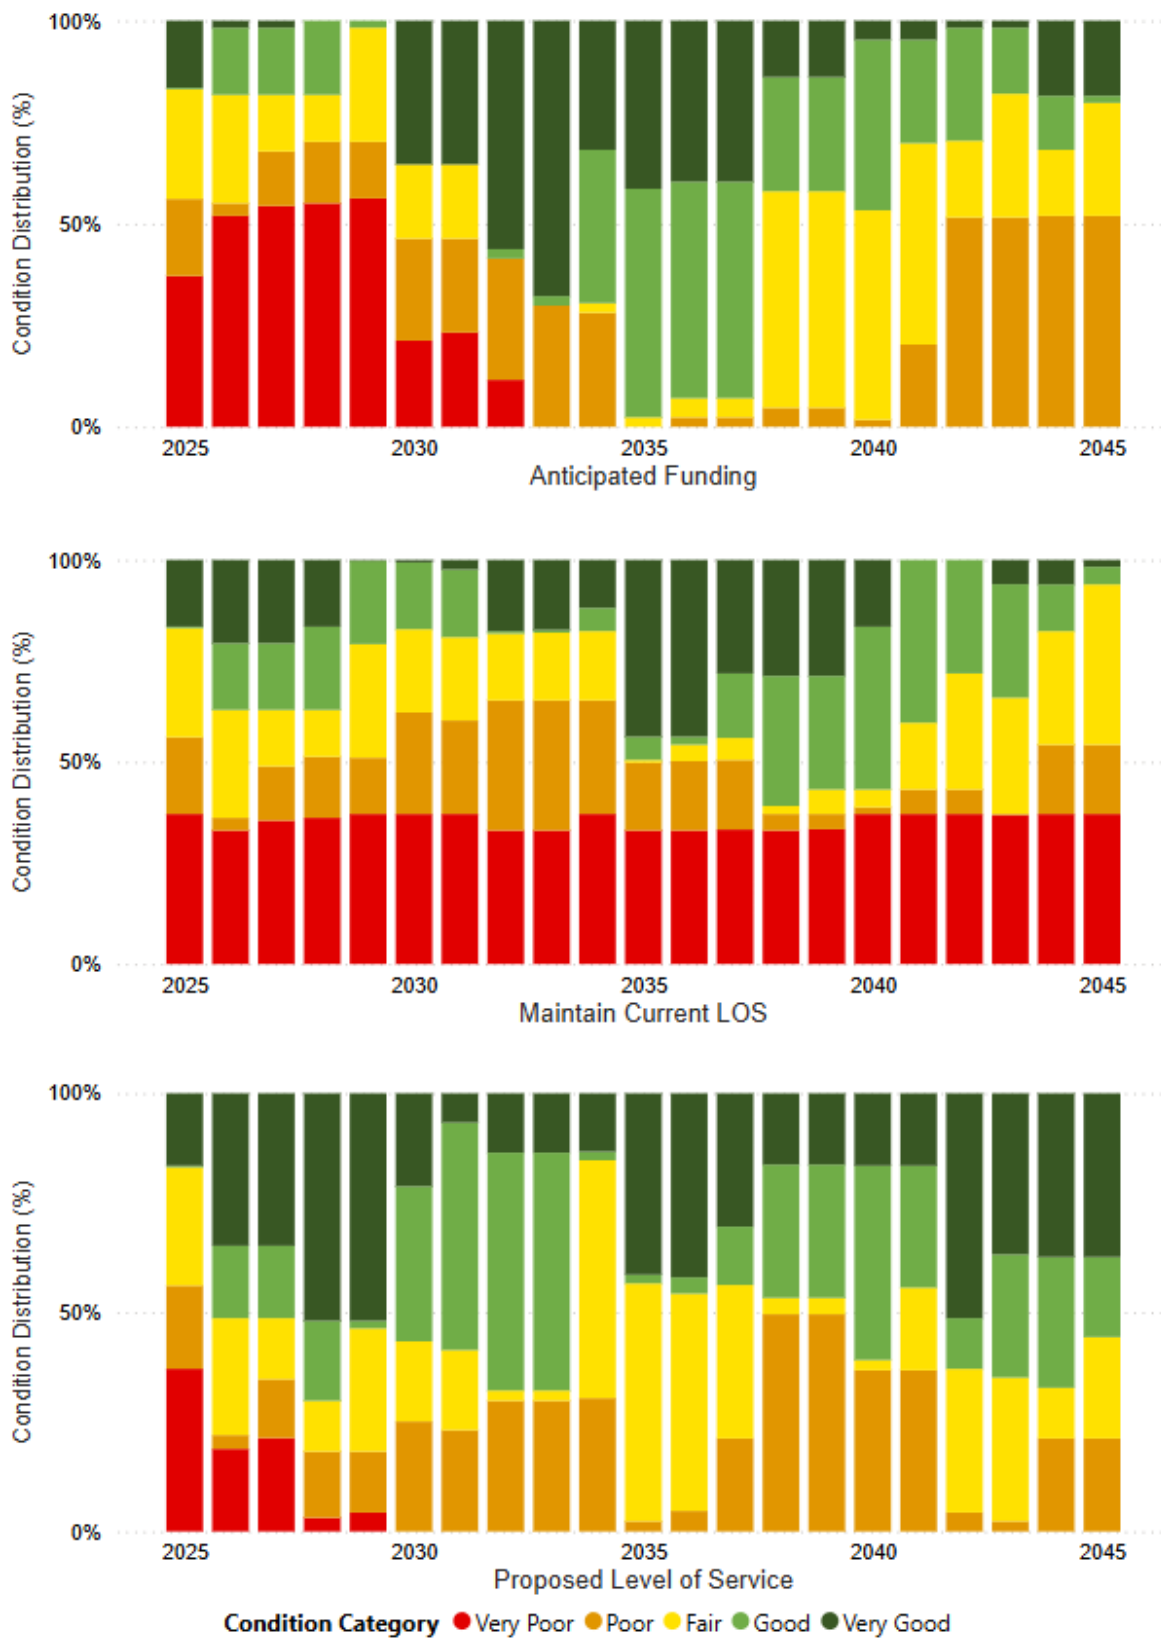 Condition Distribution (%)
100%
50%
0%
2025 2030 2035 2040 2045
Anticipated Funding
Condition Distribution (%)
100%
50%
0%
2025 2030 2035 2040 2045
Maintain Current LOS
Condition Distribution (%)
100%
50%
0%
2025 2030 2035 2040 2045
Proposed Level of Service
Condition Category Very Poor Poor Fair Good Very Good